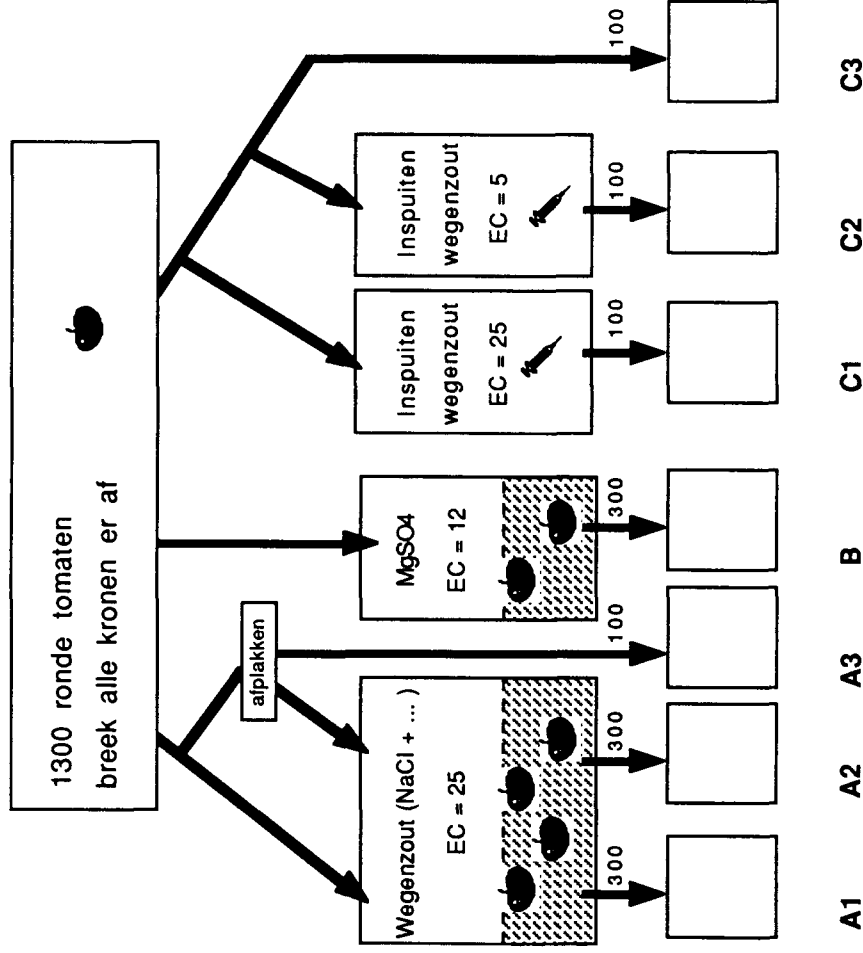 1300 ronde tomaten
breek alle kronen er af
afplakken
Wegenzout (NaCl + ... )
EC = 25
MgSO4
EC = 12
Inspuiten
wegenzout
EC = 25
Inspuiten
wegenzout
EC = 5
300
300
100
300
100
100
100
A1
A2
A3
B
C1
C2
C3